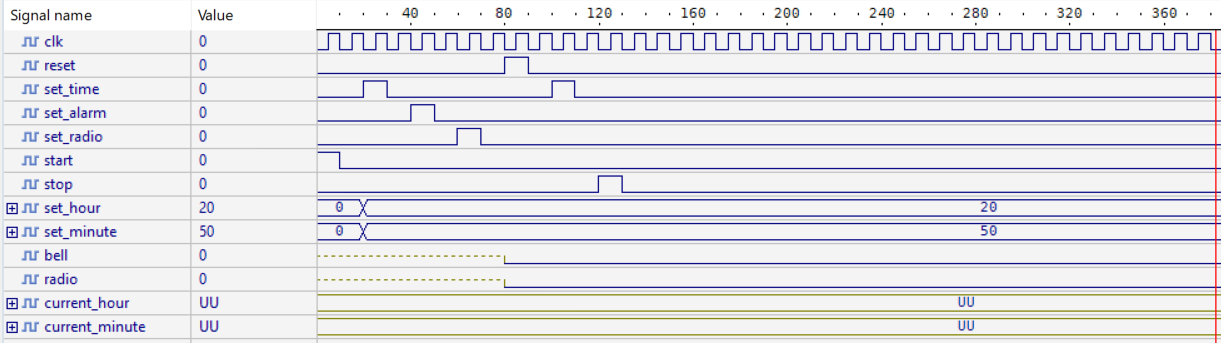 Signal name Value 40 80 120 160 200 240 280 320 360
clk 0
reset 0
set_time 0
set_alarm 0
set_radio 0
start 0
stop 0
set_hour 20 0 20
set_minute 50 0 50
bell 0
radio 0
current_hour UU UU
current_minute UU UU